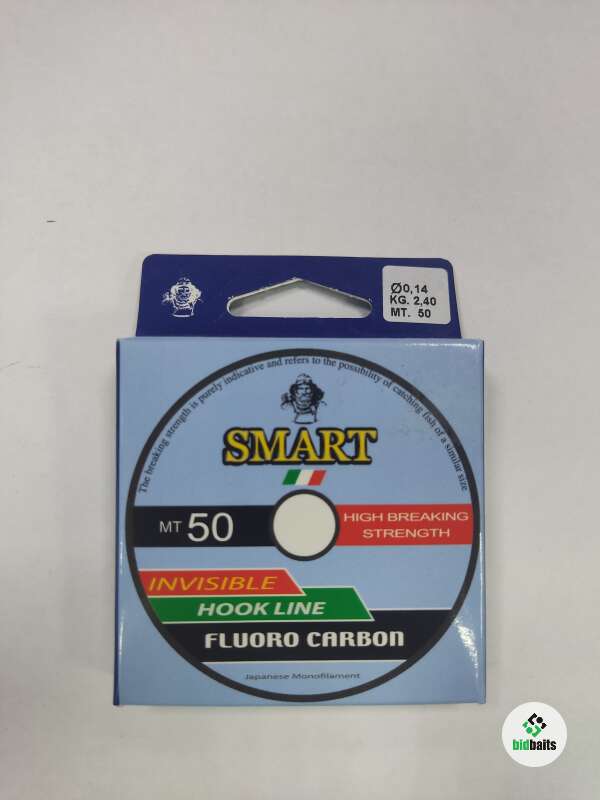 Ø0,14
KG. 2,40
MT. 50
The breaking strength is purely indicative and refers to the possibility of catching fish of a similar size
SMART
MT 50
HIGH BREAKING
STRENGTH
INVISIBLE
HOOK LINE
FLUORO CARBON
Japanese Monofilament
bidbaits